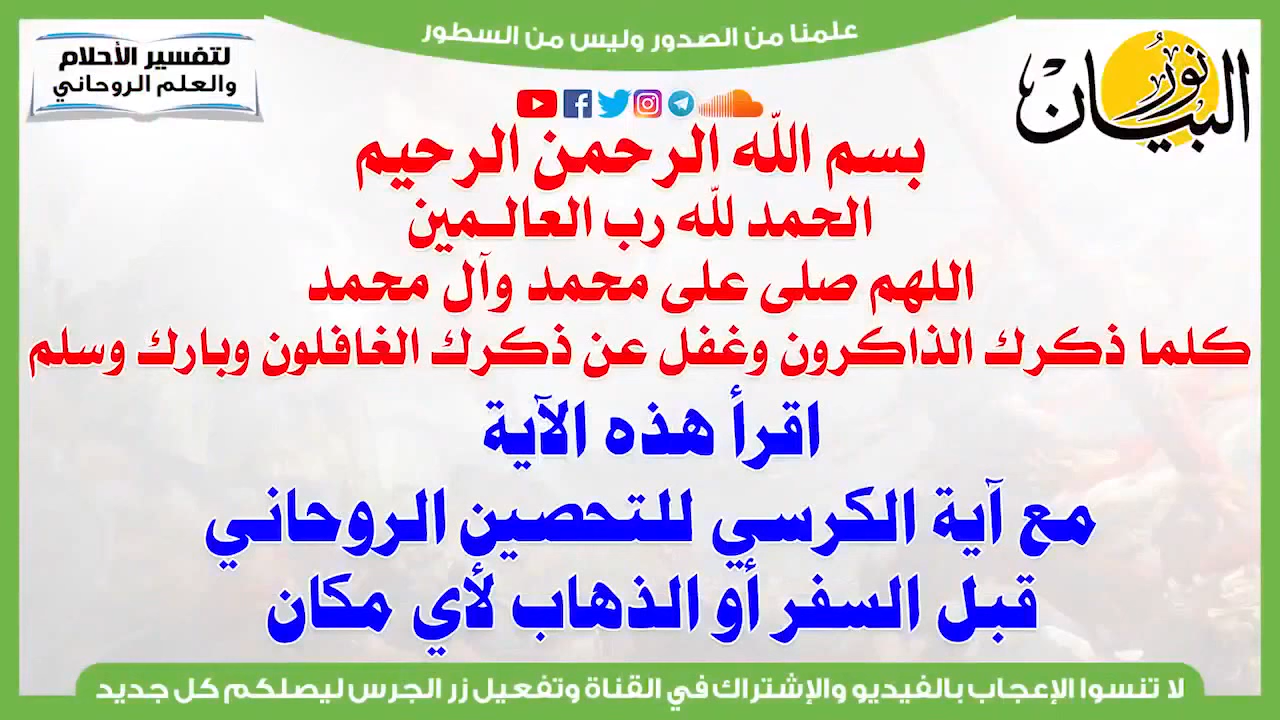 علمنا من الصدور وليس من السطور
لتفسير الأحلام
والعلم الروحاني
نور
البيان
بسم الله الرحمن الرحيم
الحمد لله رب العالـمين
اللهم صلى على محمد وآل محمد
كلما ذكرك الذاكرون وغفل عن ذكرك الغافلون وبارك وسلم
اقرأ هذه الآية
مع آية الكرسي للتحصين الروحاني
قبل السفر أو الذهاب لأي مكان
لا تنسوا الإعجاب بالفيديو والإشتراك في القناة وتفعيل زر الجرس ليصلكم كل جديد